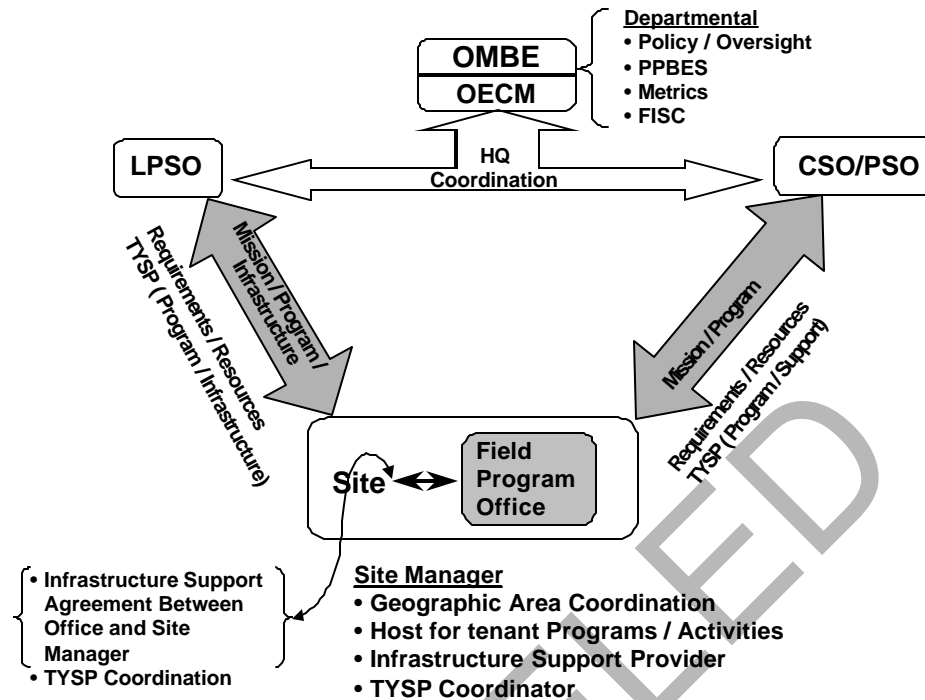 Departmental
• Policy / Oversight
• PPBES
• Metrics
• FISC
OMBE
OECM
LPSO
HQ
Coordination
CSO/PSO
Mission / Program /
Infrastructure
Requirements / Resources
TYSP ( Program / Infrastructure)
Mission / Program
Requirements / Resources
TYSP ( Program / Support)
Site
Field
Program
Office
• Infrastructure Support
Agreement Between
Office and Site
Manager
• TYSP Coordination
Site Manager
• Geographic Area Coordination
• Host for tenant Programs / Activities
• Infrastructure Support Provider
• TYSP Coordinator